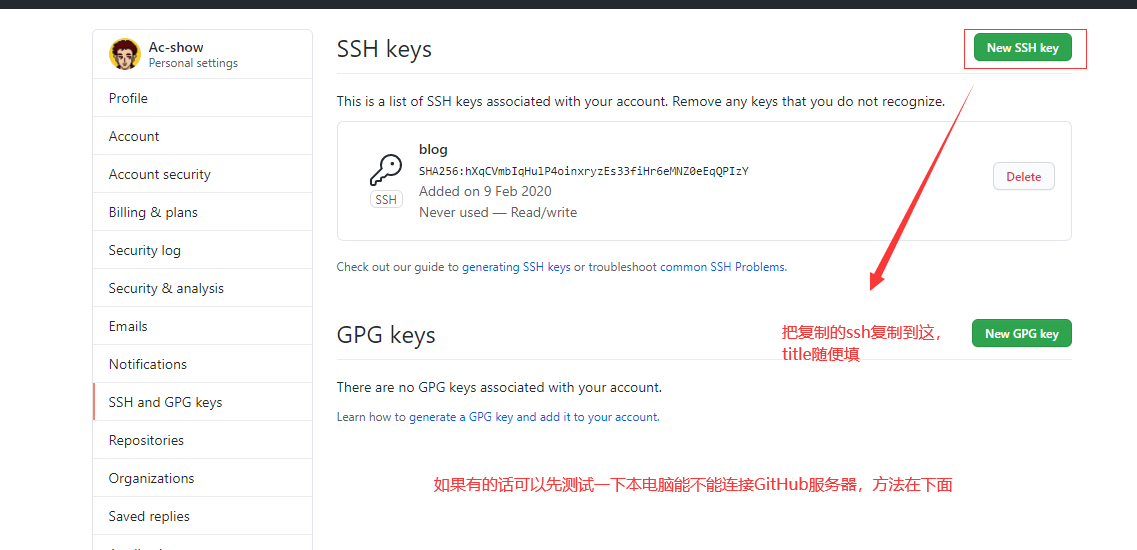 Ac-show
Personal settings
Profile
Account
Account security
Billing & plans
Security log
Security & analysis
Emails
Notifications
SSH and GPG keys
Repositories
Organizations
Saved replies
SSH keys
New SSH key
This is a list of SSH keys associated with your account. Remove any keys that you do not recognize.
blog
SHA256:hXqCVmbIqHulP4oinxryzEs33fiHr6eMNZ0eEqQPIzY
SSH
Added on 9 Feb 2020
Never used — Read/write
Delete
Check out our guide to generating SSH keys or troubleshoot common SSH Problems.
GPG keys
把复制的ssh复制到这，
title随便填
New GPG key
There are no GPG keys associated with your account.
Learn how to generate a GPG key and add it to your account.
如果有的话可以先测试一下本电脑能不能连接GitHub服务器，方法在下面